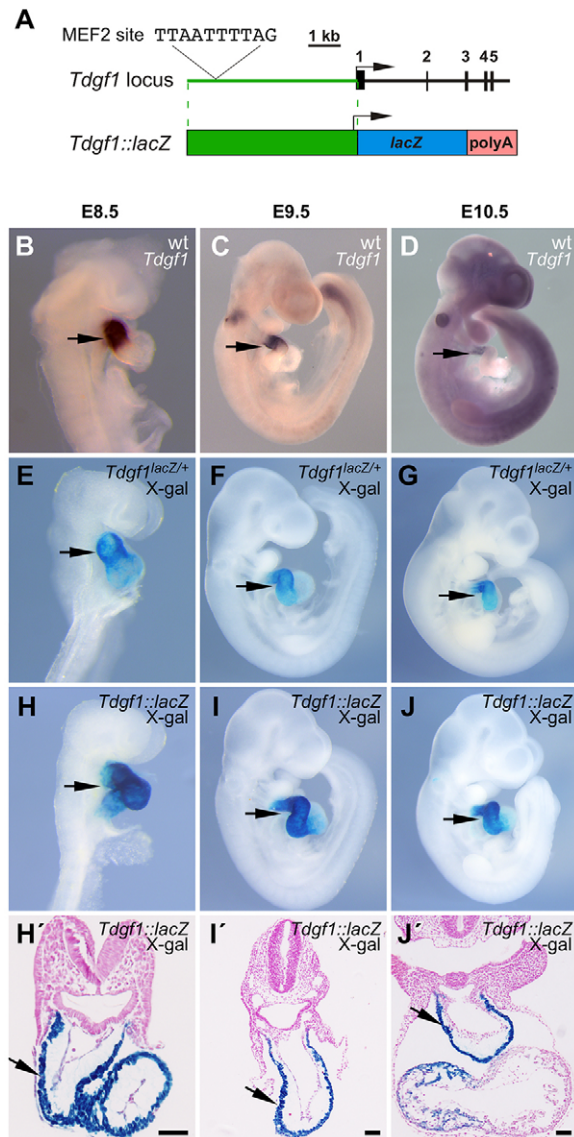 A
MEF2 site TTAATTTTAG 1 kb
1 2 3 4 5
Tdgf1 locus
Tdgf1::lacZ lacZ polyA
E8.5 E9.5 E10.5
B wt Tdgf1
C wt Tdgf1
D wt Tdgf1
E Tdgf1lacZ/+ X-gal
F Tdgf1lacZ/+ X-gal
G Tdgf1lacZ/+ X-gal
H Tdgf1::lacZ X-gal
I Tdgf1::lacZ X-gal
J Tdgf1::lacZ X-gal
H´ Tdgf1::lacZ X-gal
I´ Tdgf1::lacZ X-gal
J´ Tdgf1::lacZ X-gal